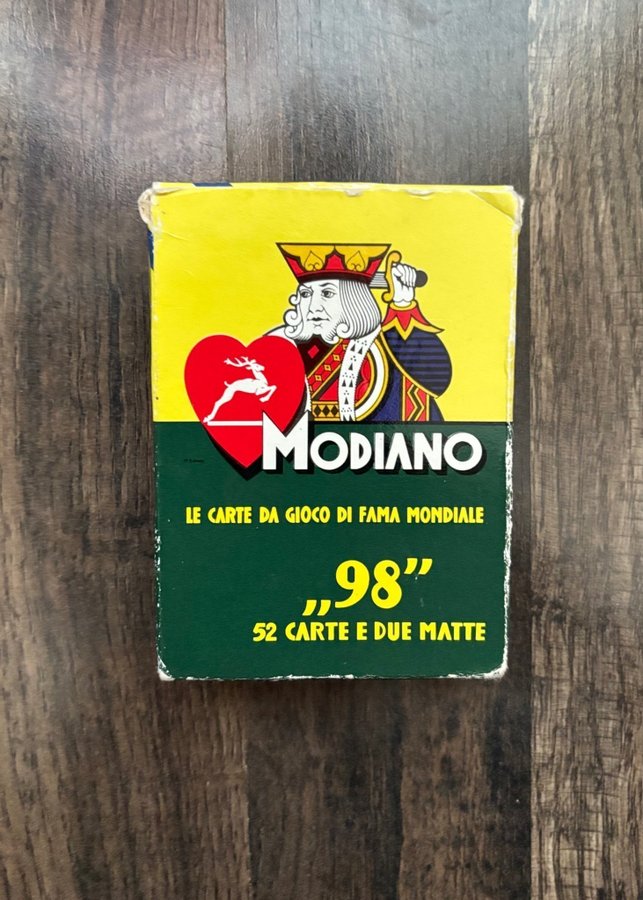 MODIANO
LE CARTE DA GIOCO DI FAMA MONDIALE
„98”
52 CARTE E DUE MATTE